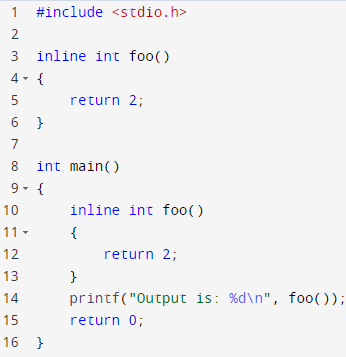 1 #include <stdio.h>
2
3 inline int foo()
4 {
5     return 2;
6 }
7
8 int main()
9 {
10     inline int foo()
11     {
12         return 2;
13     }
14     printf("Output is: %d\n", foo());
15     return 0;
16 }